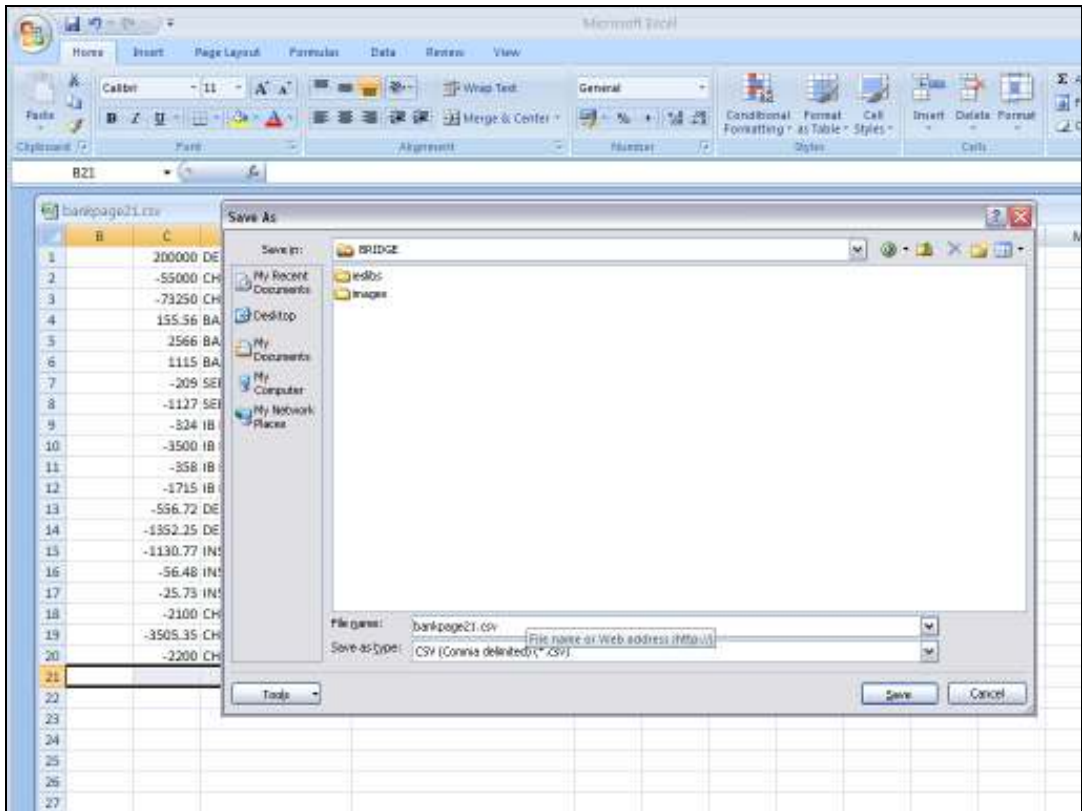 Microsoft Excel
Home Insert Page Layout Formulas Data Review View
Calibri 11 Wrap Text General
Paste B I U Merge & Center % Conditional Formatting Format as Table Cell Styles Insert Delete Format
Clipboard Font Alignment Number Styles Cells
B21
bankpage21.csv
B C
1 200000 DE
2 -55000 CH
3 -73250 CH
4 155.56 BA
5 2566 BA
6 1115 BA
7 -209 SE
8 -1127 SE
9 -324 IB
10 -3500 IB
11 -358 IB
12 -1715 IB
13 -556.72 DE
14 -1352.25 DE
15 -1130.77 INS
16 -56.48 INS
17 -25.73 INS
18 -2100 CH
19 -3505.35 CH
20 -2200 CH
21
22
23
24
25
26
27
Save As
Save in: BRIDGE
My Recent Documents
Desktop
My Documents
My Computer
My Network Places
images
File name: bankpage21.csv
File name or Web address (http://)
Save as type: CSV (Comma delimited) (*.csv)
Tools Save Cancel